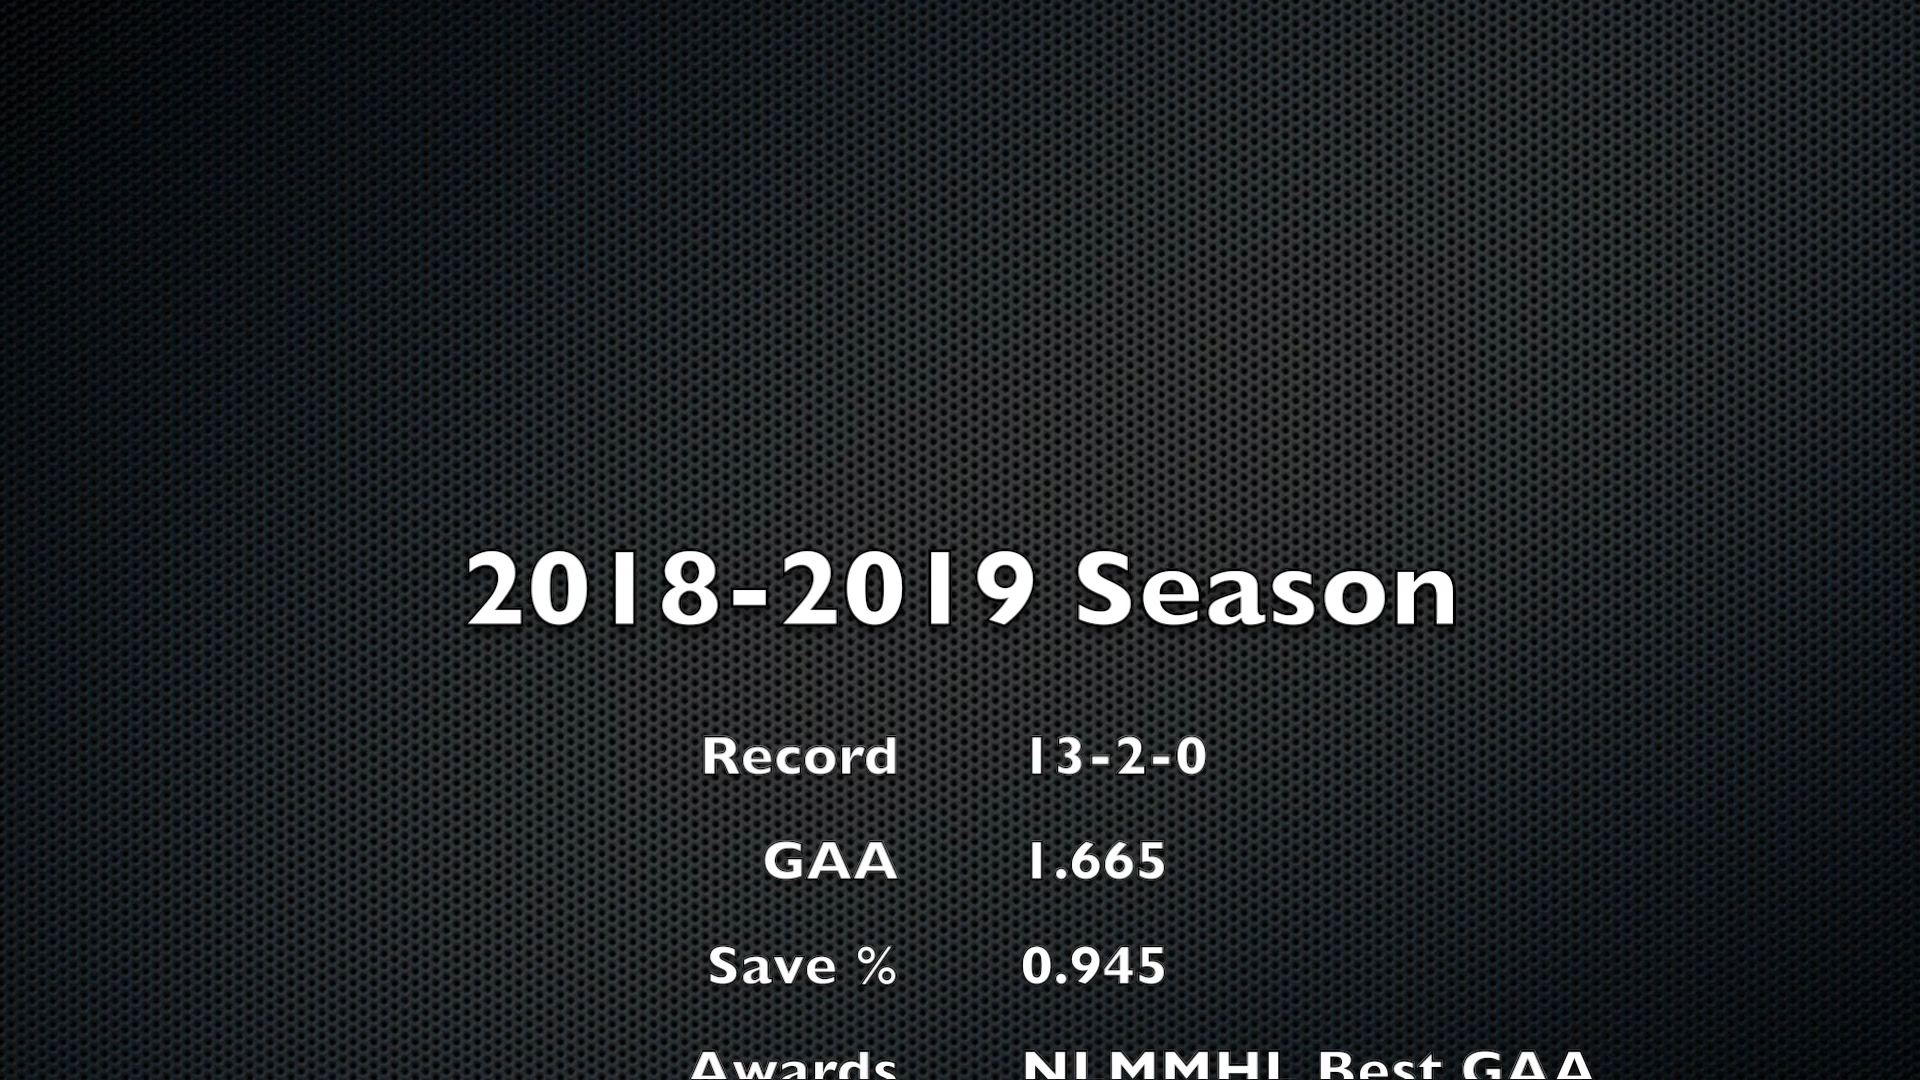 2018-2019 Season
Record 13-2-0
GAA 1.665
Save % 0.945
Awards NLMMHL Best GAA